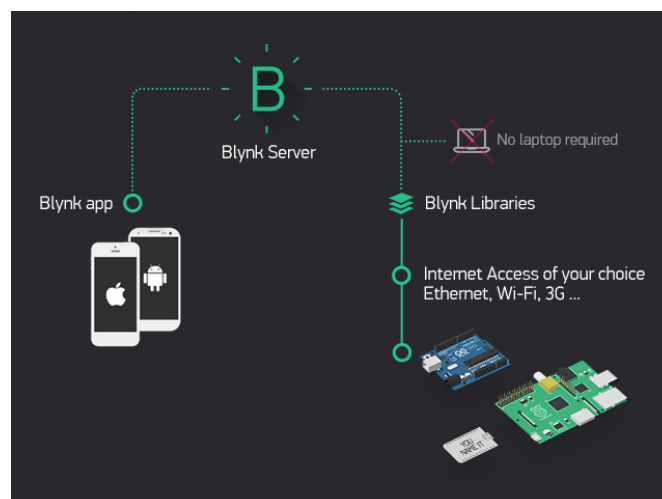 B
Blynk Server
No laptop required
Blynk app
Blynk Libraries
Internet Access of your choice
Ethernet, Wi-Fi, 3G ...
YOU
NAME IT